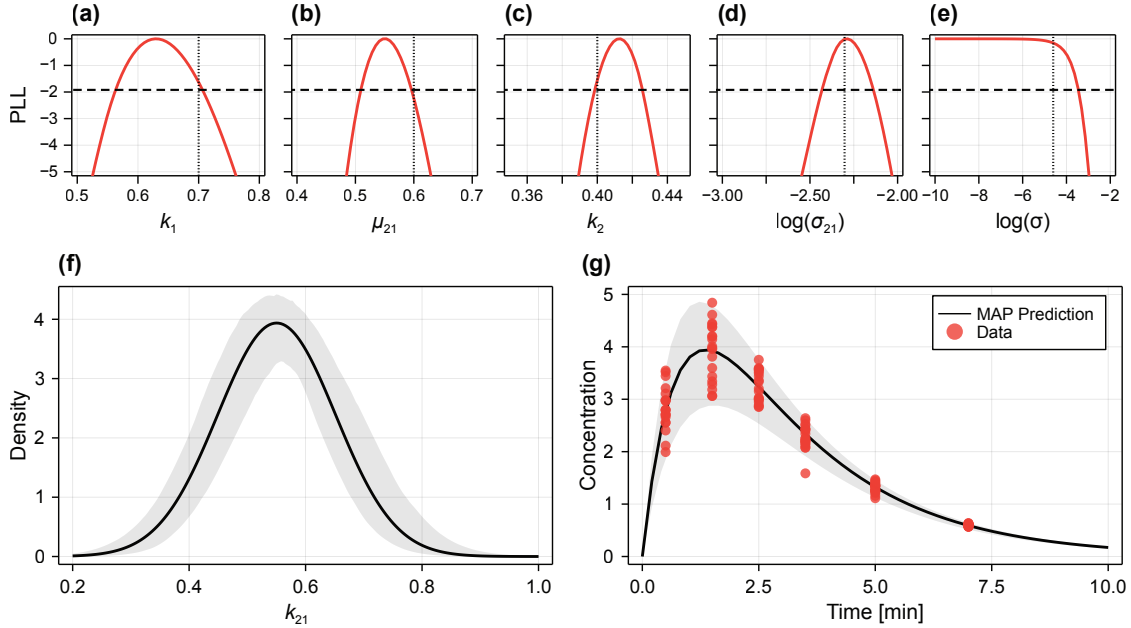 (a) (b) (c) (d) (e)
PLL
0
−1
−2
−3
−4
−5
0.5 0.6 0.7 0.8
0.4 0.5 0.6 0.7
0.36 0.40 0.44
−3.00 −2.50 −2.00
−10 −8 −6 −4 −2
k₁ μ₂₁ k₂ log(σ₂₁) log(σ)
(f)
Density
4
3
2
1
0
0.2 0.4 0.6 0.8 1.0
k₂₁
(g)
Concentration
5
4
3
2
1
0
MAP Prediction
Data
0.0 2.5 5.0 7.5 10.0
Time [min]